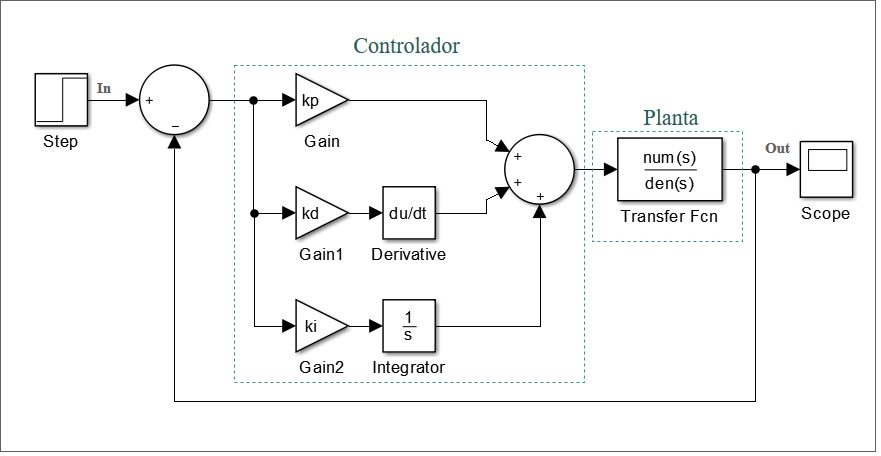 Controlador
In
+
−
Step
kp
Gain
kd
Gain1
du/dt
Derivative
ki
Gain2
1
s
Integrator
+
+
+
Planta
num(s)
den(s)
Transfer Fcn
Out
Scope